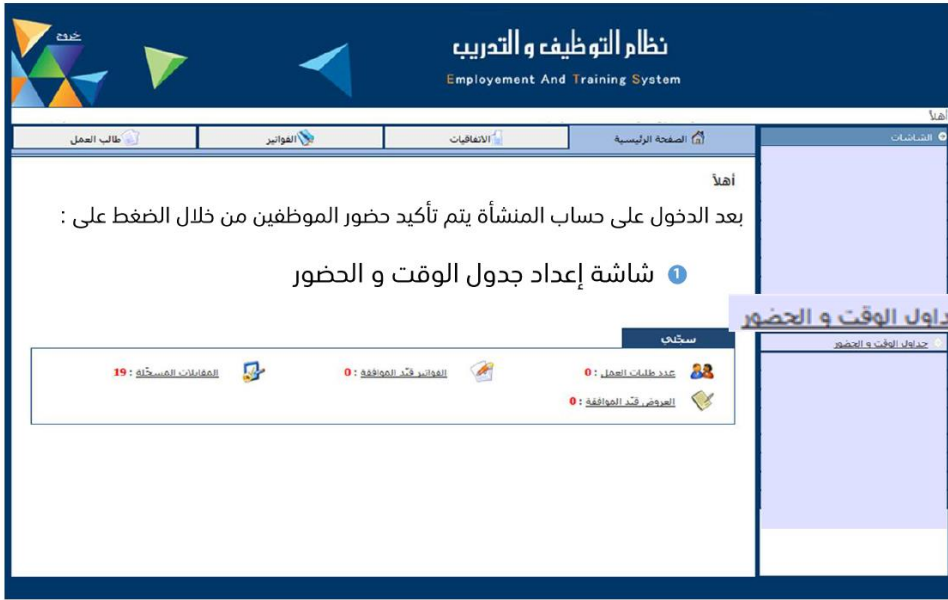 خروج
نظام التوظيف و التدريب
Employement And Training System
أهلاً
الشاشات
الصفحة الرئيسية
الاتفاقيات
الفواتير
طالب العمل
أهلاً
بعد الدخول على حساب المنشأة يتم تأكيد حضور الموظفين من خلال الضغط على :
1 شاشة إعداد جدول الوقت و الحضور
داول الوقت و الحضور
جداول الوقت و الحضور
سجلي
عدد طلبات العمل : 0
الفواتير قيد الموافقة : 0
المقابلات المسجلة : 19
العروض قيد الموافقة : 0